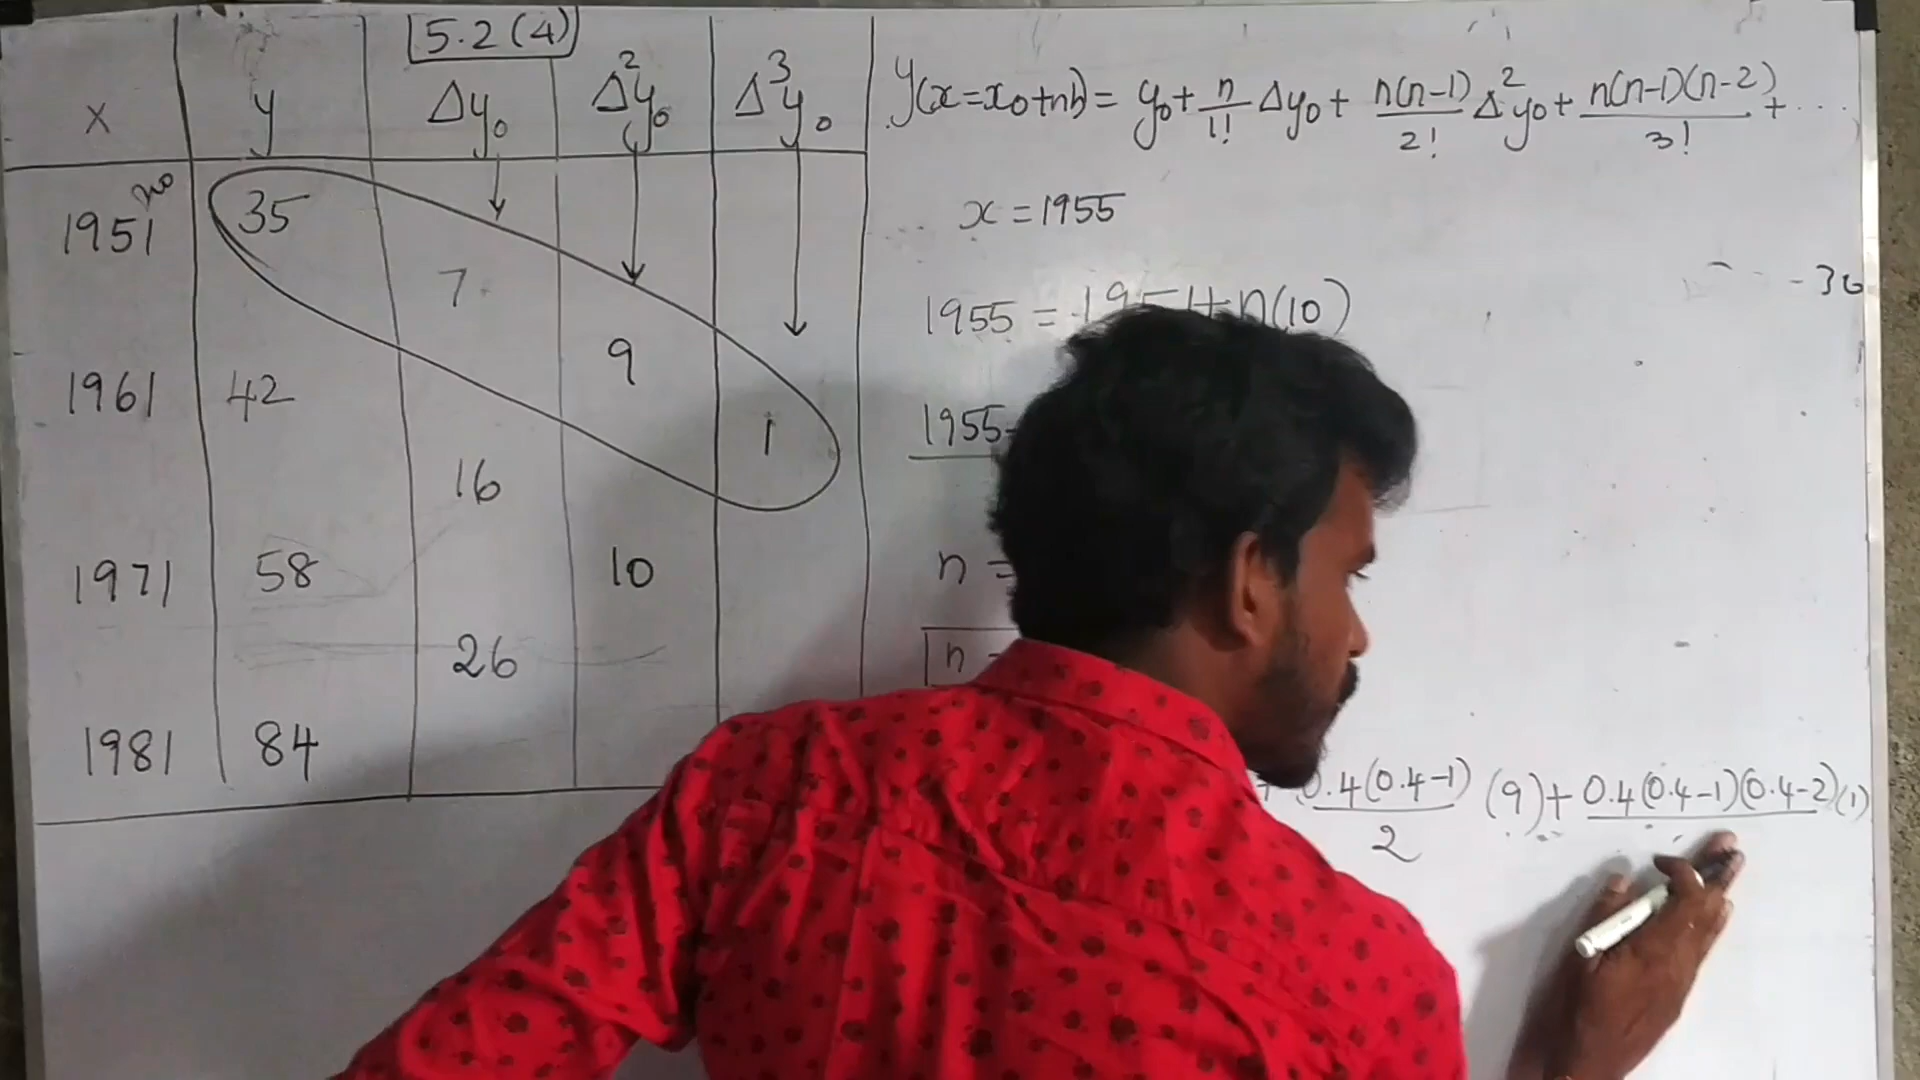 5.2 (4)
x y Δy₀ Δ²y₀ Δ³y₀
1951 x₀ 35
7
9
1961 42
1
16
1971 58 10
26
1981 84
y(x=x₀+nh) = y₀ + n/1! Δy₀ + n(n-1)/2! Δ²y₀ + n(n-1)(n-2)/3! + ...
x = 1955
1955 = 1951+n(10)
1955-
n =
n
0.4(0.4-1)/2 (9) + 0.4(0.4-1)(0.4-2) (1)